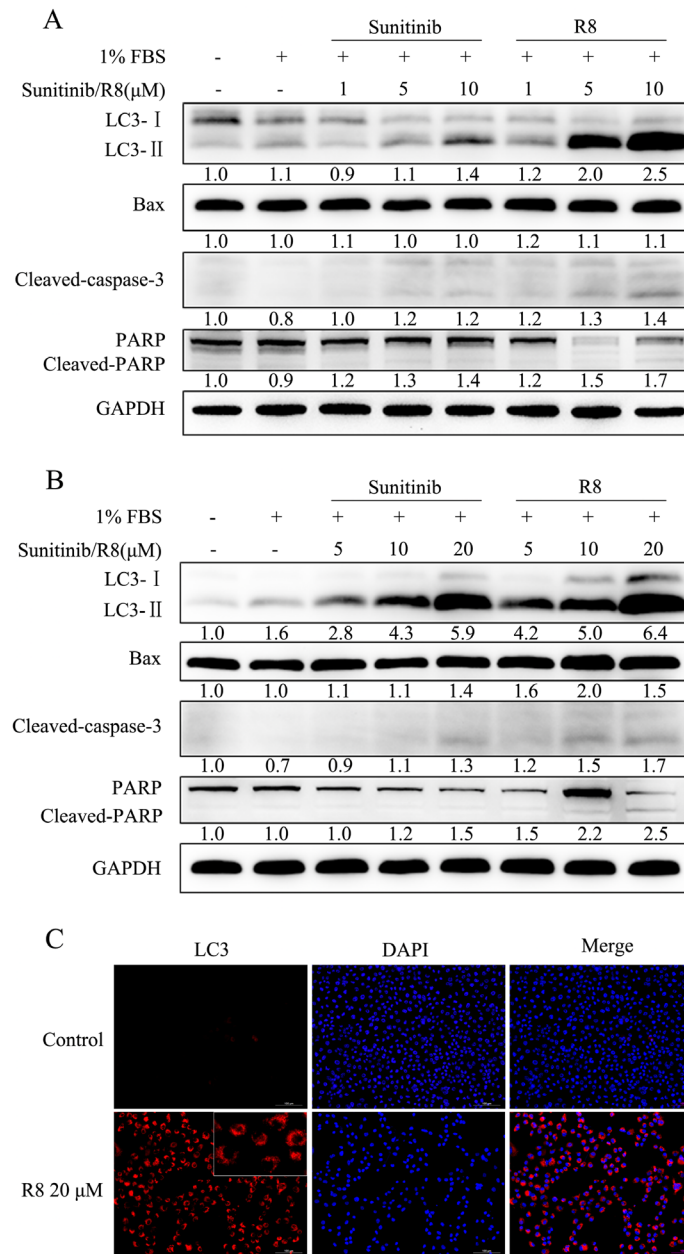 A
Sunitinib R8
1% FBS - + + + + + + +
Sunitinib/R8(μM) - - 1 5 10 1 5 10
LC3-Ⅰ
LC3-Ⅱ
1.0 1.1 0.9 1.1 1.4 1.2 2.0 2.5
Bax
1.0 1.0 1.1 1.0 1.0 1.2 1.1 1.1
Cleaved-caspase-3
1.0 0.8 1.0 1.2 1.2 1.2 1.3 1.4
PARP
Cleaved-PARP
1.0 0.9 1.2 1.3 1.4 1.2 1.5 1.7
GAPDH
B
Sunitinib R8
1% FBS - + + + + + + +
Sunitinib/R8(μM) - - 5 10 20 5 10 20
LC3-Ⅰ
LC3-Ⅱ
1.0 1.6 2.8 4.3 5.9 4.2 5.0 6.4
Bax
1.0 1.0 1.1 1.1 1.4 1.6 2.0 1.5
Cleaved-caspase-3
1.0 0.7 0.9 1.1 1.3 1.2 1.5 1.7
PARP
Cleaved-PARP
1.0 1.0 1.0 1.2 1.5 1.5 2.2 2.5
GAPDH
C
LC3 DAPI Merge
Control
R8 20 μM